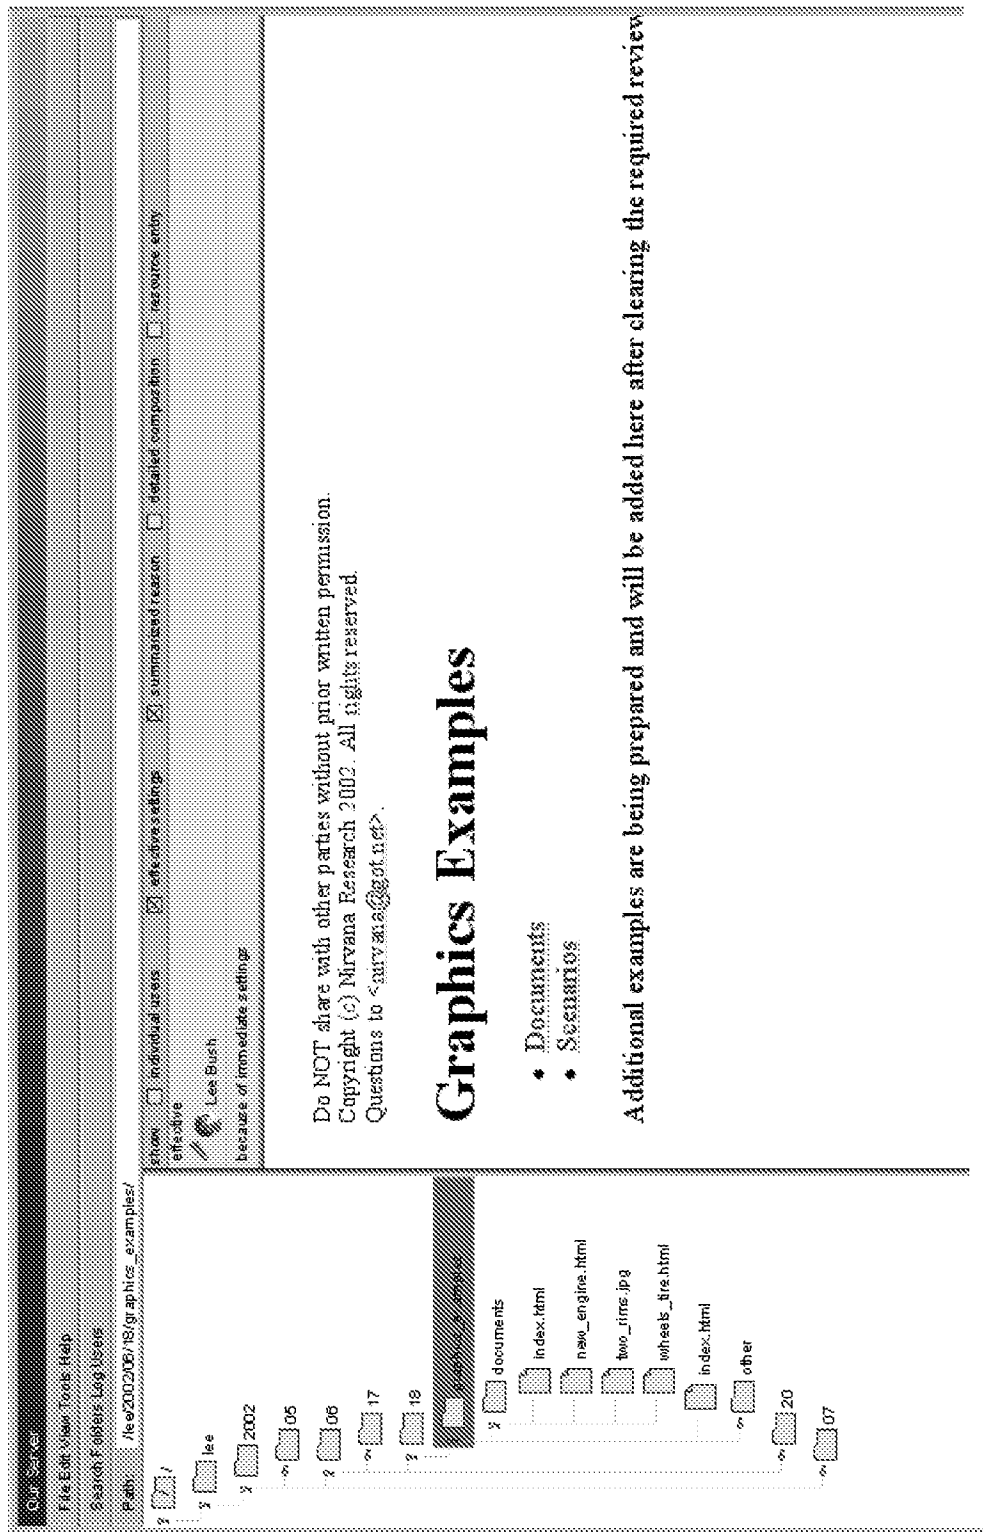 Our Server
File Edit View Tools Help
Search Folders Log Users
Path: /lee/2002/06/18/graphics_examples/
show individual users effective settings summarized reason detailed composition resource entry
effective
Lee Bush
because of immediate settings
/
lee
2002
05
06
17
18
documents
index.html
new_engine.html
two_rims.jpg
wheels_tire.html
index.html
other
20
07
Do NOT share with other parties without prior written permission.
Copyright (c) Nirvana Research 2002. All rights reserved.
Questions to <nirvana@got.net>.
Graphics Examples
• Documents
• Scenarios
Additional examples are being prepared and will be added here after clearing the required review